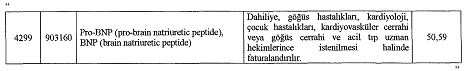 "
4299 903160 Pro-BNP (pro-brain natriuretic peptide), BNP (brain natriuretic peptide) Dahiliye, göğüs hastalıkları, kardiyoloji, çocuk hastalıkları, kardiyovasküler cerrahi veya göğüs cerrahi ve acil tıp uzman hekimlerince istenilmesi halinde faturalandırılır. 50,59
"